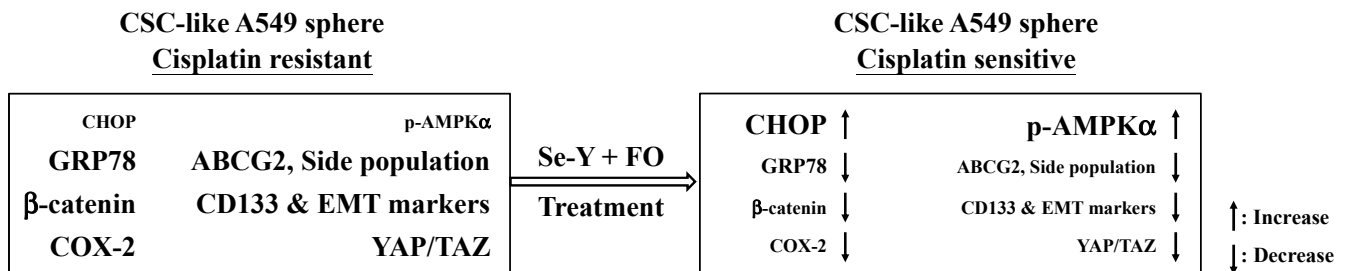 CSC-like A549 sphere
Cisplatin resistant
CHOP p-AMPKα
GRP78 ABCG2, Side population
β-catenin CD133 & EMT markers
COX-2 YAP/TAZ
Se-Y + FO
Treatment
CSC-like A549 sphere
Cisplatin sensitive
CHOP ↑ p-AMPKα ↑
GRP78 ↓ ABCG2, Side population ↓
β-catenin ↓ CD133 & EMT markers ↓
COX-2 ↓ YAP/TAZ ↓
↑: Increase
↓: Decrease